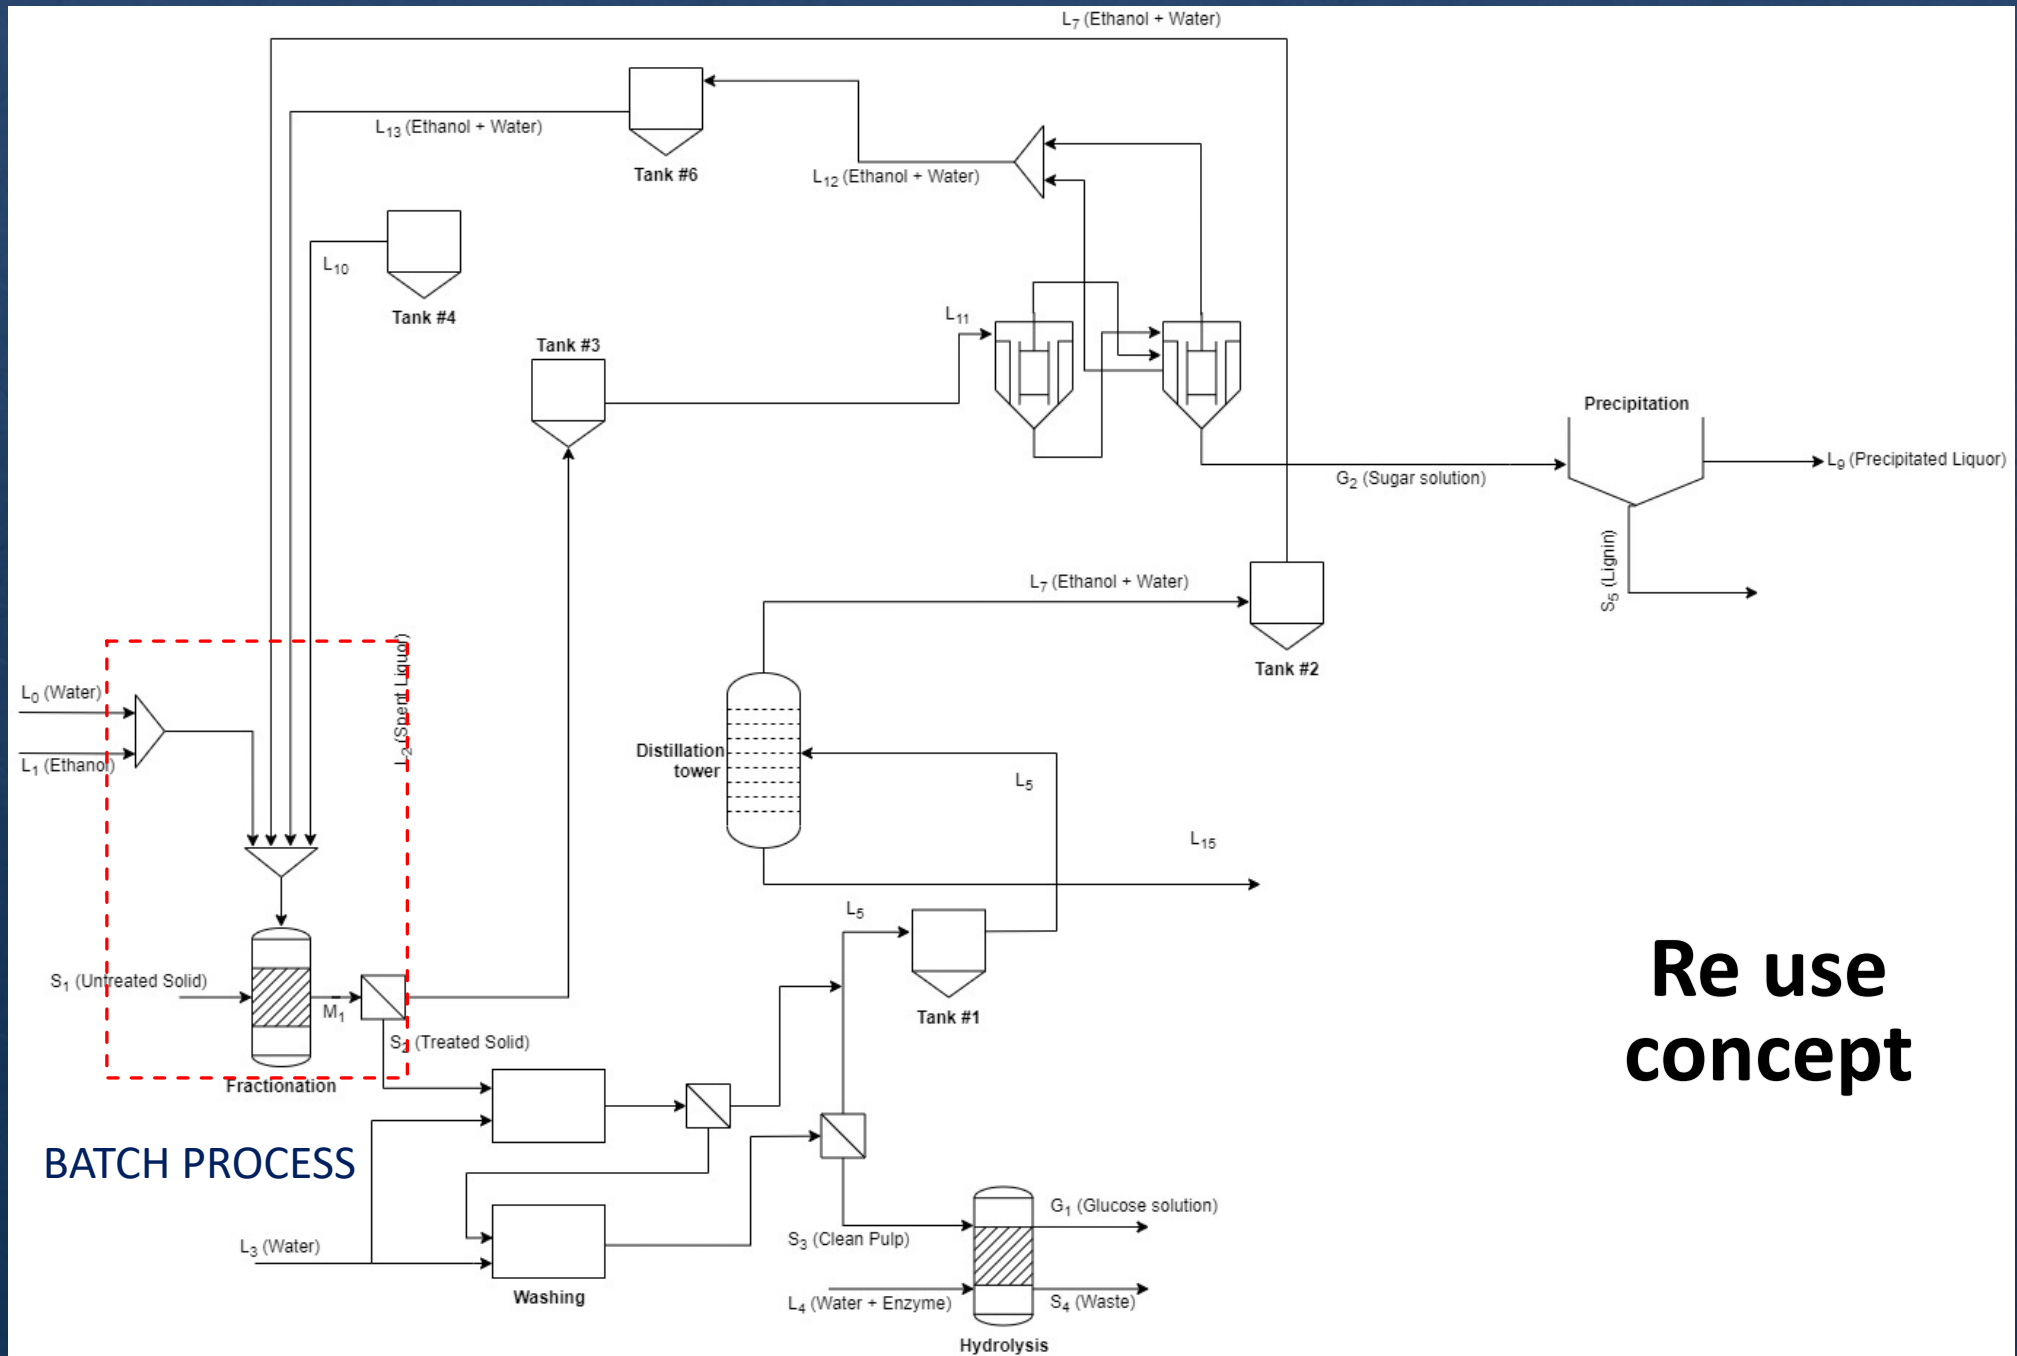 L₇ (Ethanol + Water)
L₁₃ (Ethanol + Water)
Tank #6
L₁₂ (Ethanol + Water)
L₁₀
Tank #4
L₁₁
Tank #3
Precipitation
L₉ (Precipitated Liquor)
G₂ (Sugar solution)
S₅ (Lignin)
L₇ (Ethanol + Water)
Tank #2
L₂ (Spent Liquor)
L₀ (Water)
L₁ (Ethanol)
Distillation
tower
L₅
L₁₅
L₅
Tank #1
S₁ (Untreated Solid)
M₁
S₂ (Treated Solid)
Fractionation
Re use
concept
BATCH PROCESS
L₃ (Water)
Washing
S₃ (Clean Pulp)
G₁ (Glucose solution)
L₄ (Water + Enzyme)
S₄ (Waste)
Hydrolysis